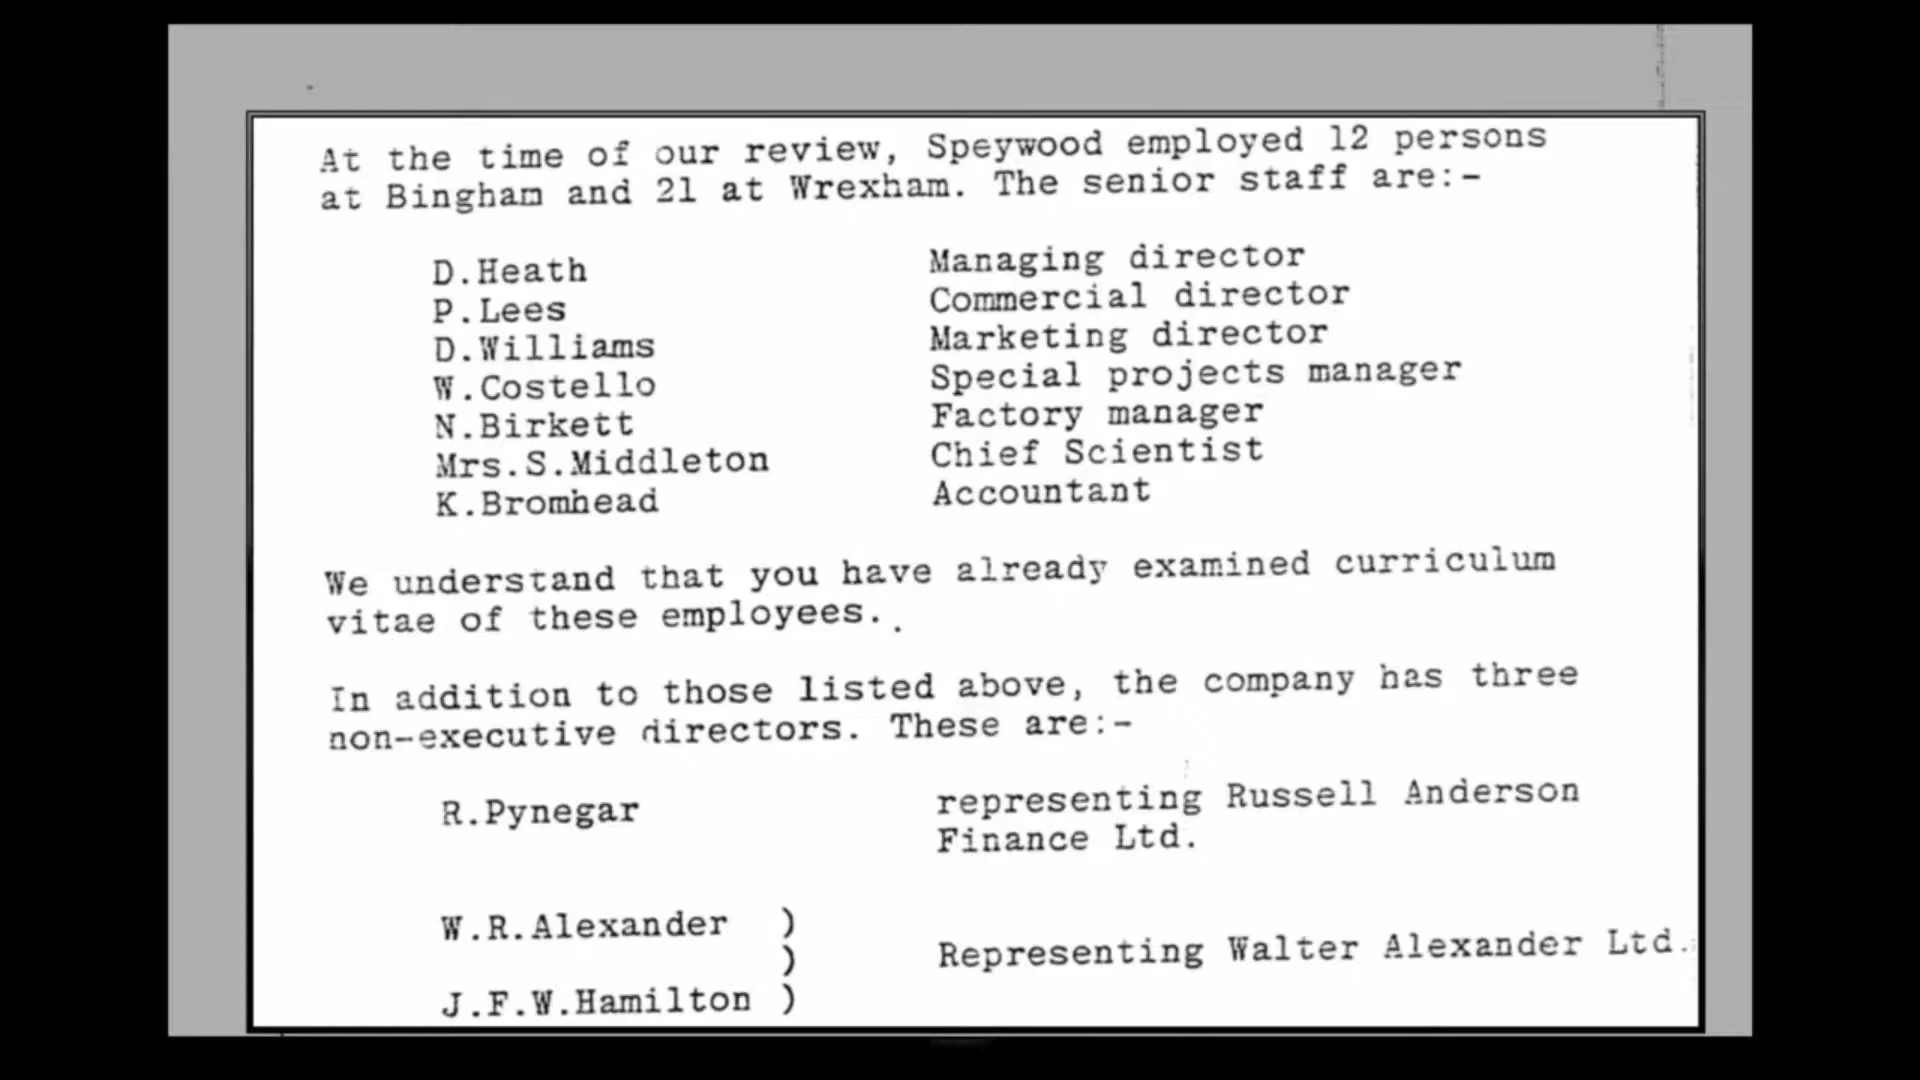 At the time of our review, Speywood employed 12 persons
at Bingham and 21 at Wrexham. The senior staff are:-
D.Heath Managing director
P.Lees Commercial director
D.Williams Marketing director
W.Costello Special projects manager
N.Birkett Factory manager
Mrs.S.Middleton Chief Scientist
K.Bromhead Accountant
We understand that you have already examined curriculum
vitae of these employees.
In addition to those listed above, the company has three
non-executive directors. These are:-
R.Pynegar representing Russell Anderson
Finance Ltd.
W.R.Alexander )
) Representing Walter Alexander Ltd.
J.F.W.Hamilton )